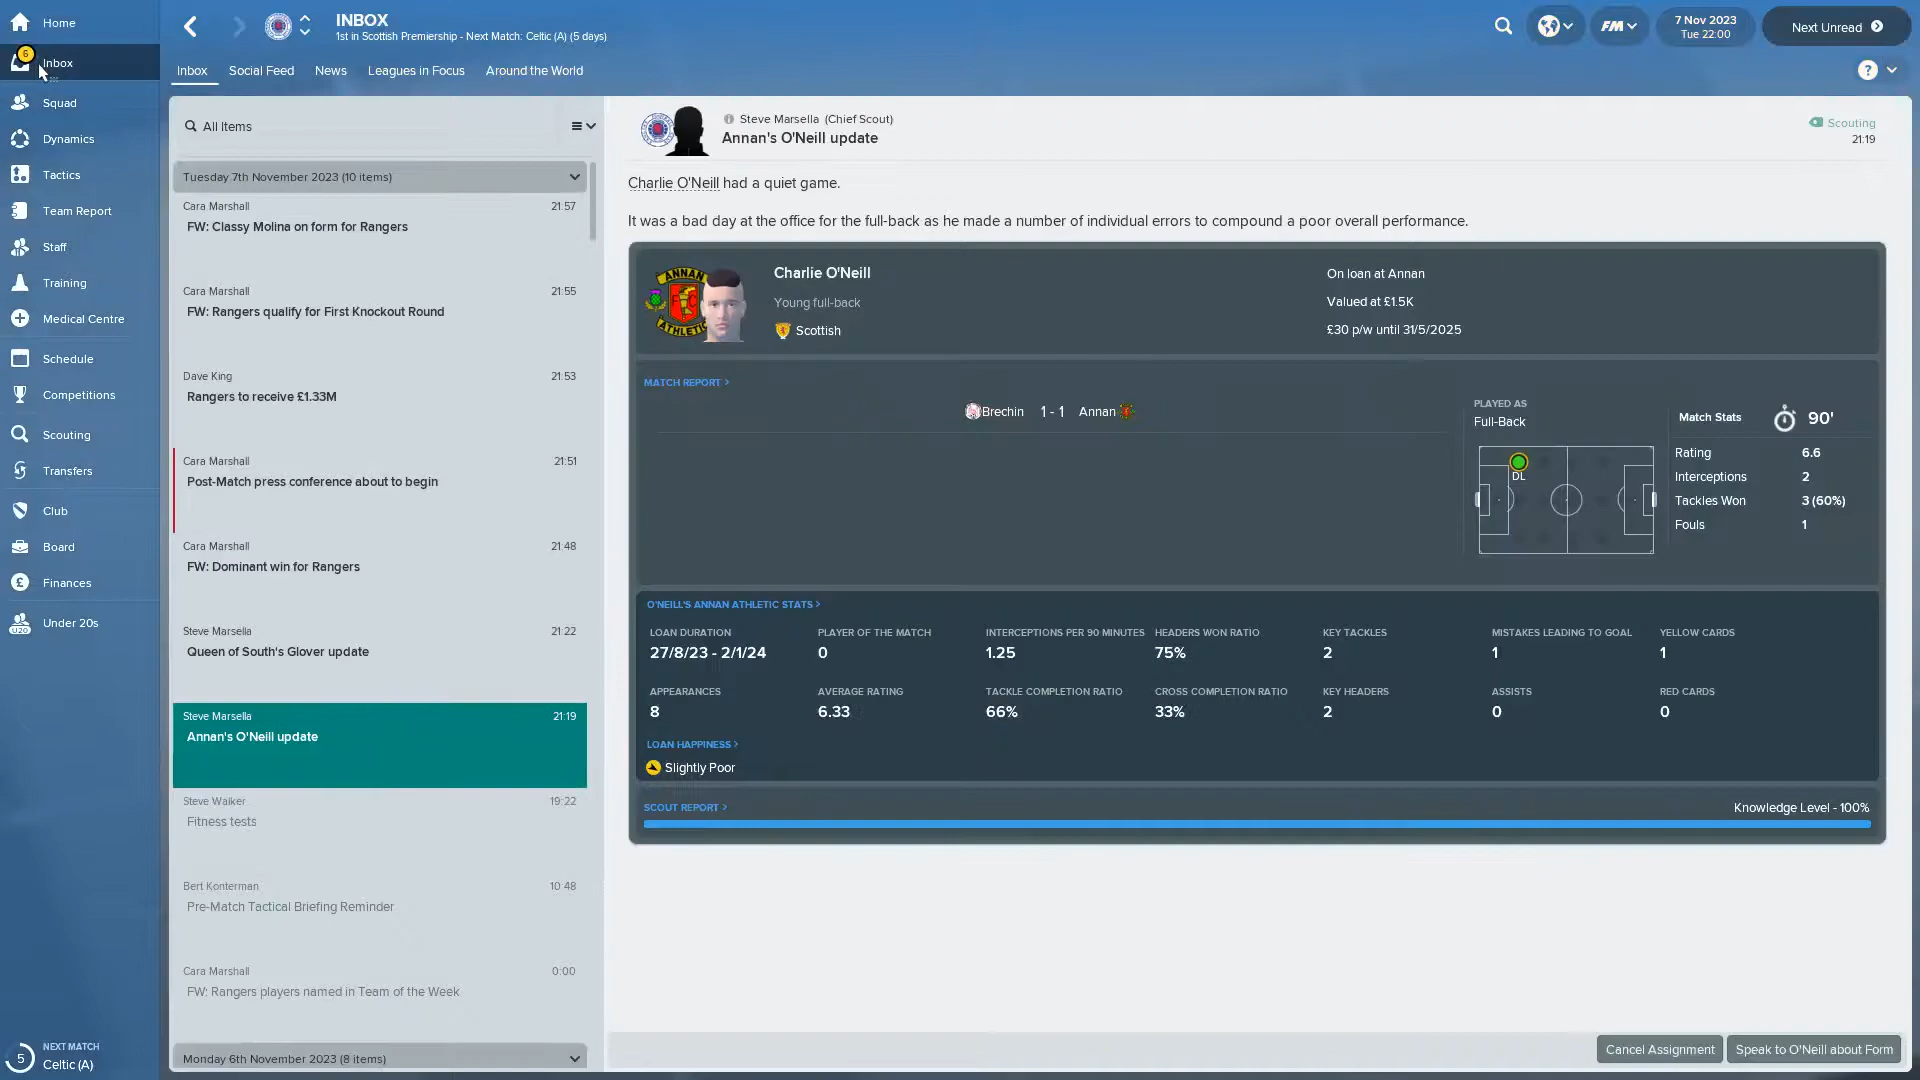 Home
6
Inbox
Squad
Dynamics
Tactics
Team Report
Staff
Training
Medical Centre
Schedule
Competitions
Scouting
Transfers
Club
Board
Finances
Under 20s
U20
5
NEXT MATCH
Celtic (A)
INBOX
1st in Scottish Premiership - Next Match: Celtic (A) (5 days)
FM
7 Nov 2023
Tue 22:00
Next Unread
Inbox
Social Feed
News
Leagues in Focus
Around the World
?
All Items
Tuesday 7th November 2023 (10 items)
Cara Marshall 21:57
FW: Classy Molina on form for Rangers
Cara Marshall 21:55
FW: Rangers qualify for First Knockout Round
Dave King 21:53
Rangers to receive £1.33M
Cara Marshall 21:51
Post-Match press conference about to begin
Cara Marshall 21:48
FW: Dominant win for Rangers
Steve Marsella 21:22
Queen of South's Glover update
Steve Marsella 21:19
Annan's O'Neill update
Steve Walker 19:22
Fitness tests
Bert Konterman 10:48
Pre-Match Tactical Briefing Reminder
Cara Marshall 0:00
FW: Rangers players named in Team of the Week
Monday 6th November 2023 (8 items)
Steve Marsella (Chief Scout)
Annan's O'Neill update
Scouting
21:19
Charlie O'Neill had a quiet game.
It was a bad day at the office for the full-back as he made a number of individual errors to compound a poor overall performance.
ANNAN
FC
ATHLETIC
Charlie O'Neill
Young full-back
Scottish
On loan at Annan
Valued at £1.5K
£30 p/w until 31/5/2025
MATCH REPORT >
Brechin 1 - 1 Annan
PLAYED AS
Full-Back
DL
Match Stats 90'
Rating 6.6
Interceptions 2
Tackles Won 3 (60%)
Fouls 1
O'NEILL'S ANNAN ATHLETIC STATS >
LOAN DURATION PLAYER OF THE MATCH INTERCEPTIONS PER 90 MINUTES HEADERS WON RATIO KEY TACKLES MISTAKES LEADING TO GOAL YELLOW CARDS
27/8/23 - 2/1/24 0 1.25 75% 2 1 1
APPEARANCES AVERAGE RATING TACKLE COMPLETION RATIO CROSS COMPLETION RATIO KEY HEADERS ASSISTS RED CARDS
8 6.33 66% 33% 2 0 0
LOAN HAPPINESS >
Slightly Poor
SCOUT REPORT > Knowledge Level - 100%
Cancel Assignment
Speak to O'Neill about Form